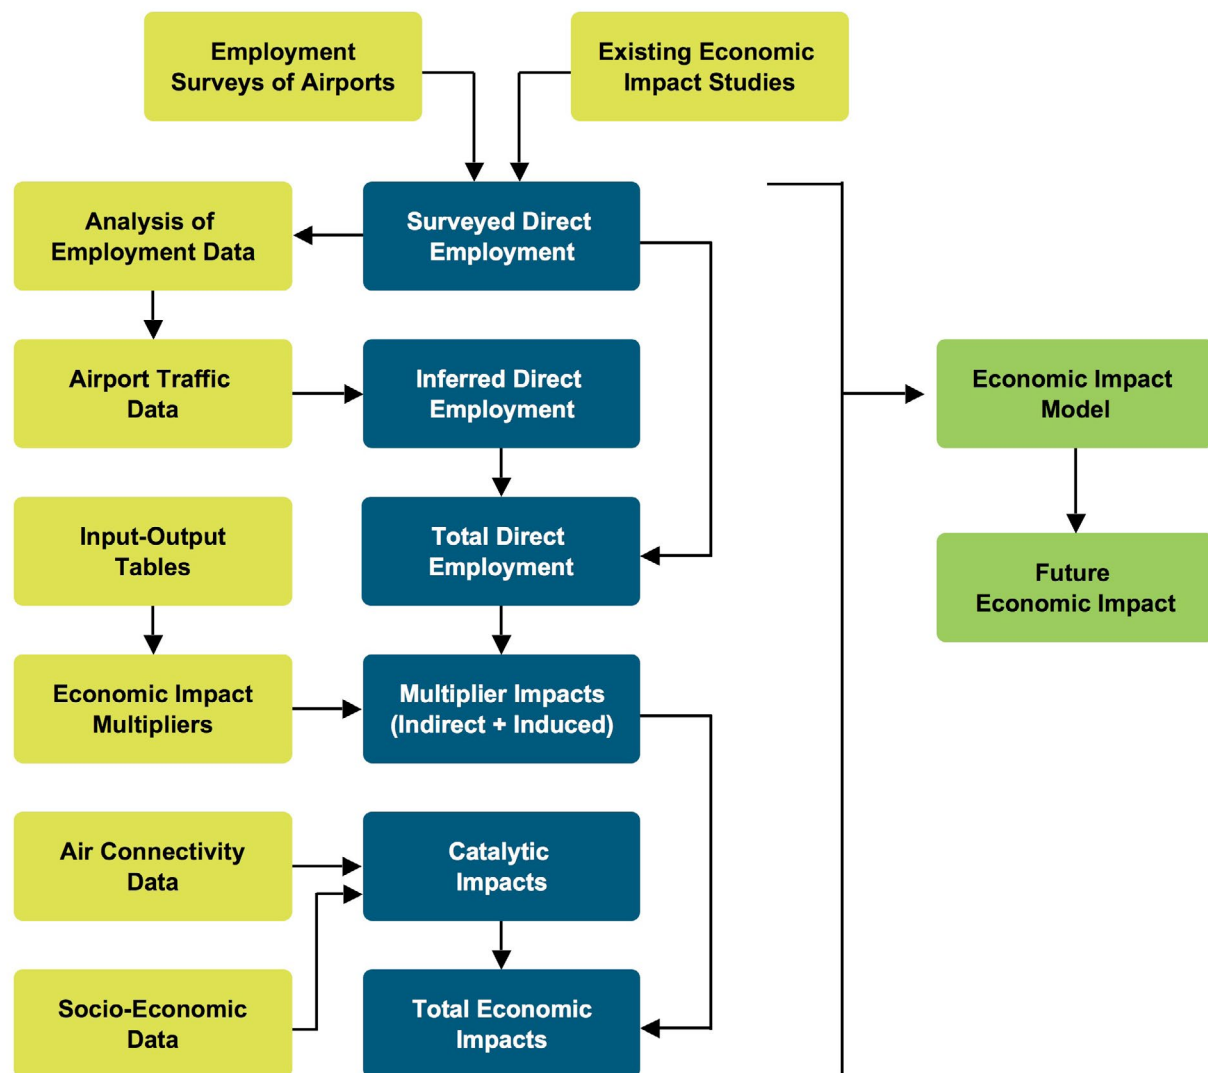 Employment
Surveys of Airports
Existing Economic
Impact Studies
Analysis of
Employment Data
Surveyed Direct
Employment
Airport Traffic
Data
Inferred Direct
Employment
Economic Impact
Model
Input-Output
Tables
Total Direct
Employment
Future
Economic Impact
Economic Impact
Multipliers
Multiplier Impacts
(Indirect + Induced)
Air Connectivity
Data
Catalytic
Impacts
Socio-Economic
Data
Total Economic
Impacts